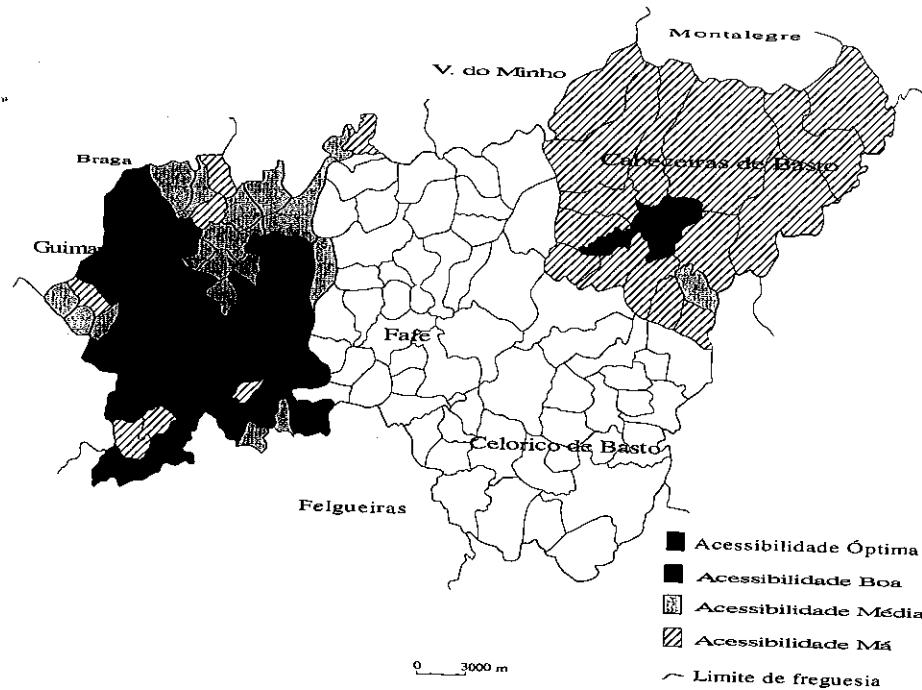 Montalegre
V. do Minho
Braga
Cabeceiras de Basto
Guima
Fafe
Celorico de Basto
Felgueiras
Acessibilidade Óptima
Acessibilidade Boa
Acessibilidade Média
Acessibilidade Má
Limite de freguesia
0 3000 m